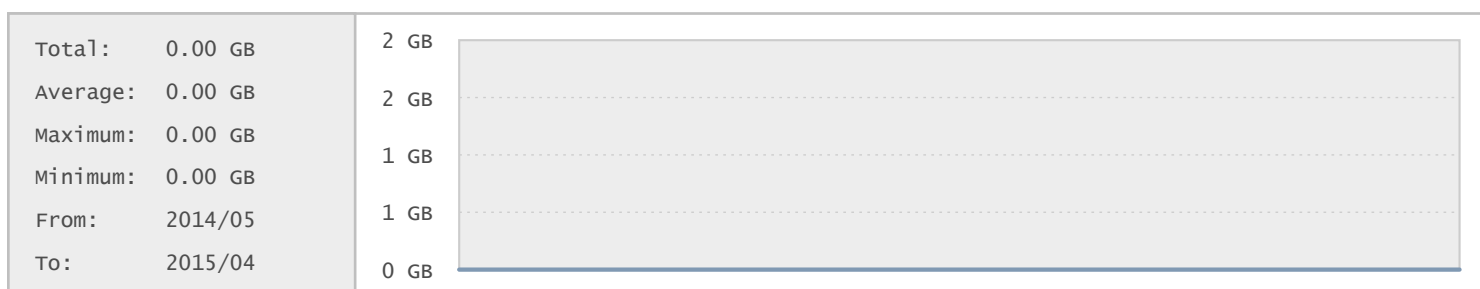 Total: 0.00 GB
Average: 0.00 GB
Maximum: 0.00 GB
Minimum: 0.00 GB
From: 2014/05
To: 2015/04
2 GB
2 GB
1 GB
1 GB
0 GB